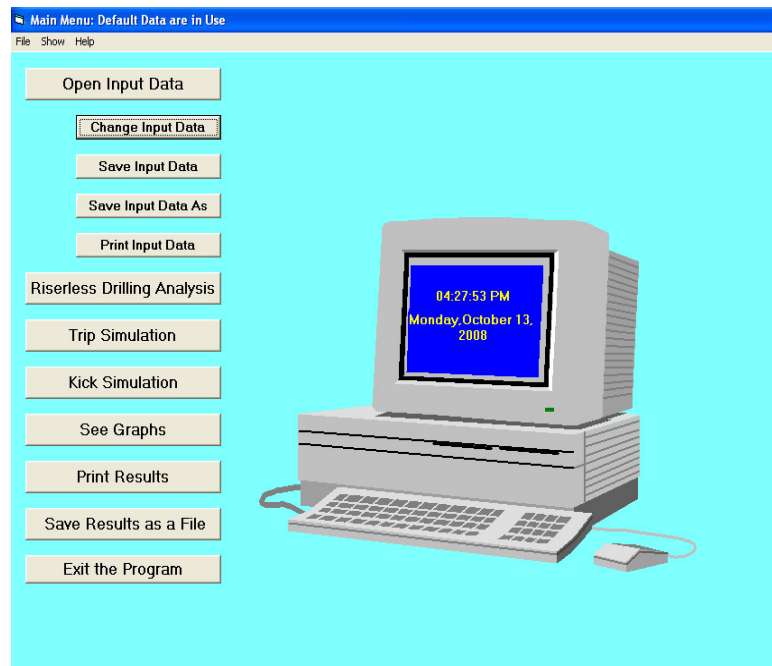 Main Menu: Default Data are in Use
File Show Help
Open Input Data
Change Input Data
Save Input Data
Save Input Data As
Print Input Data
Riserless Drilling Analysis
Trip Simulation
Kick Simulation
See Graphs
Print Results
Save Results as a File
Exit the Program
04:27:53 PM
Monday,October 13,
2008